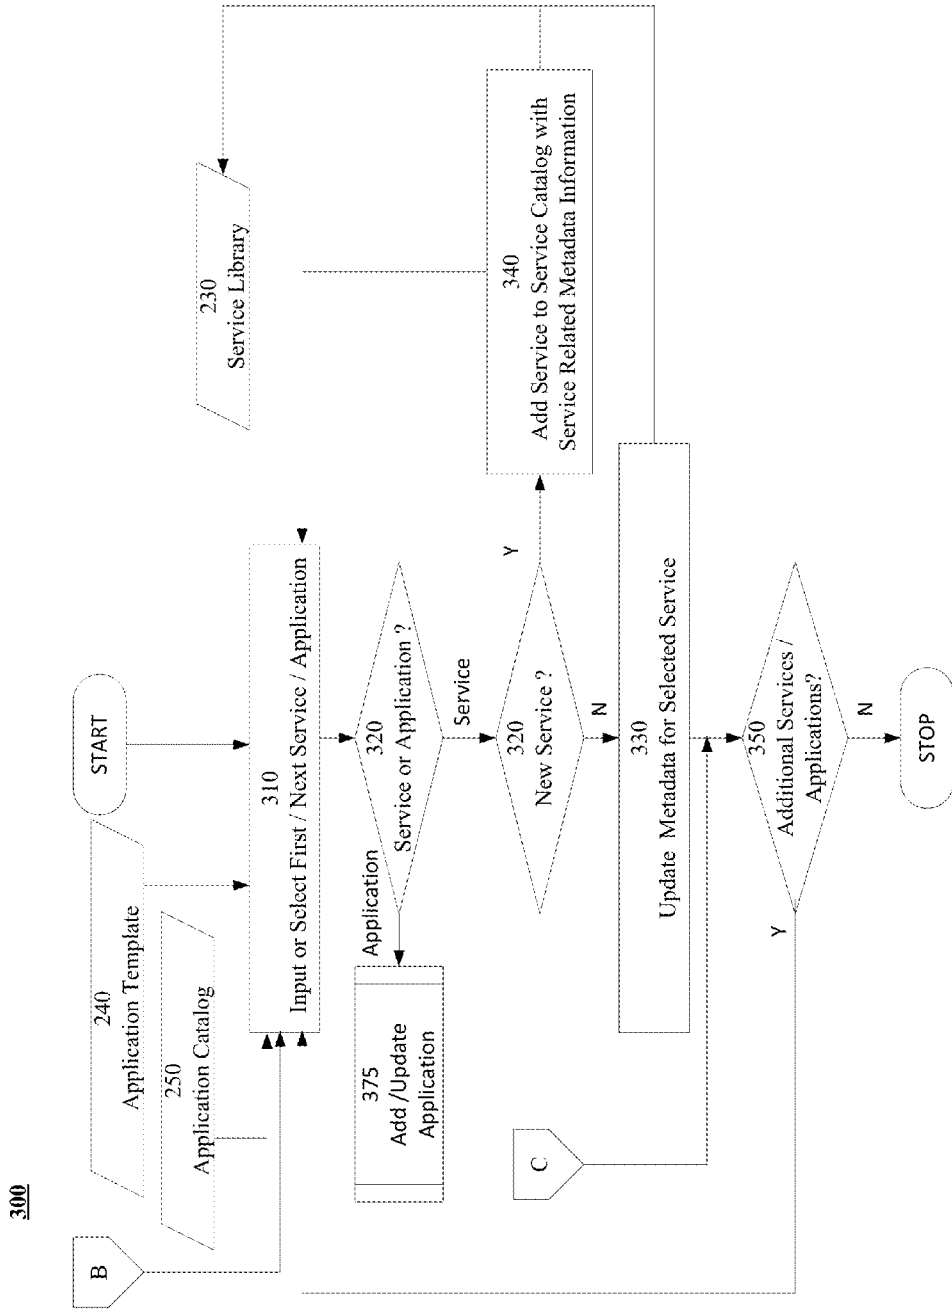 300
B
240
Application Template
250
Application Catalog
START
230
Service Library
310
Input or Select First / Next Service / Application
320
Service or Application ?
Application
375
Add /Update
Application
Service
320
New Service ?
Y
340
Add Service to Service Catalog with
Service Related Metadata Information
N
330
Update Metadata for Selected Service
C
350
Additional Services /
Applications?
Y
N
STOP